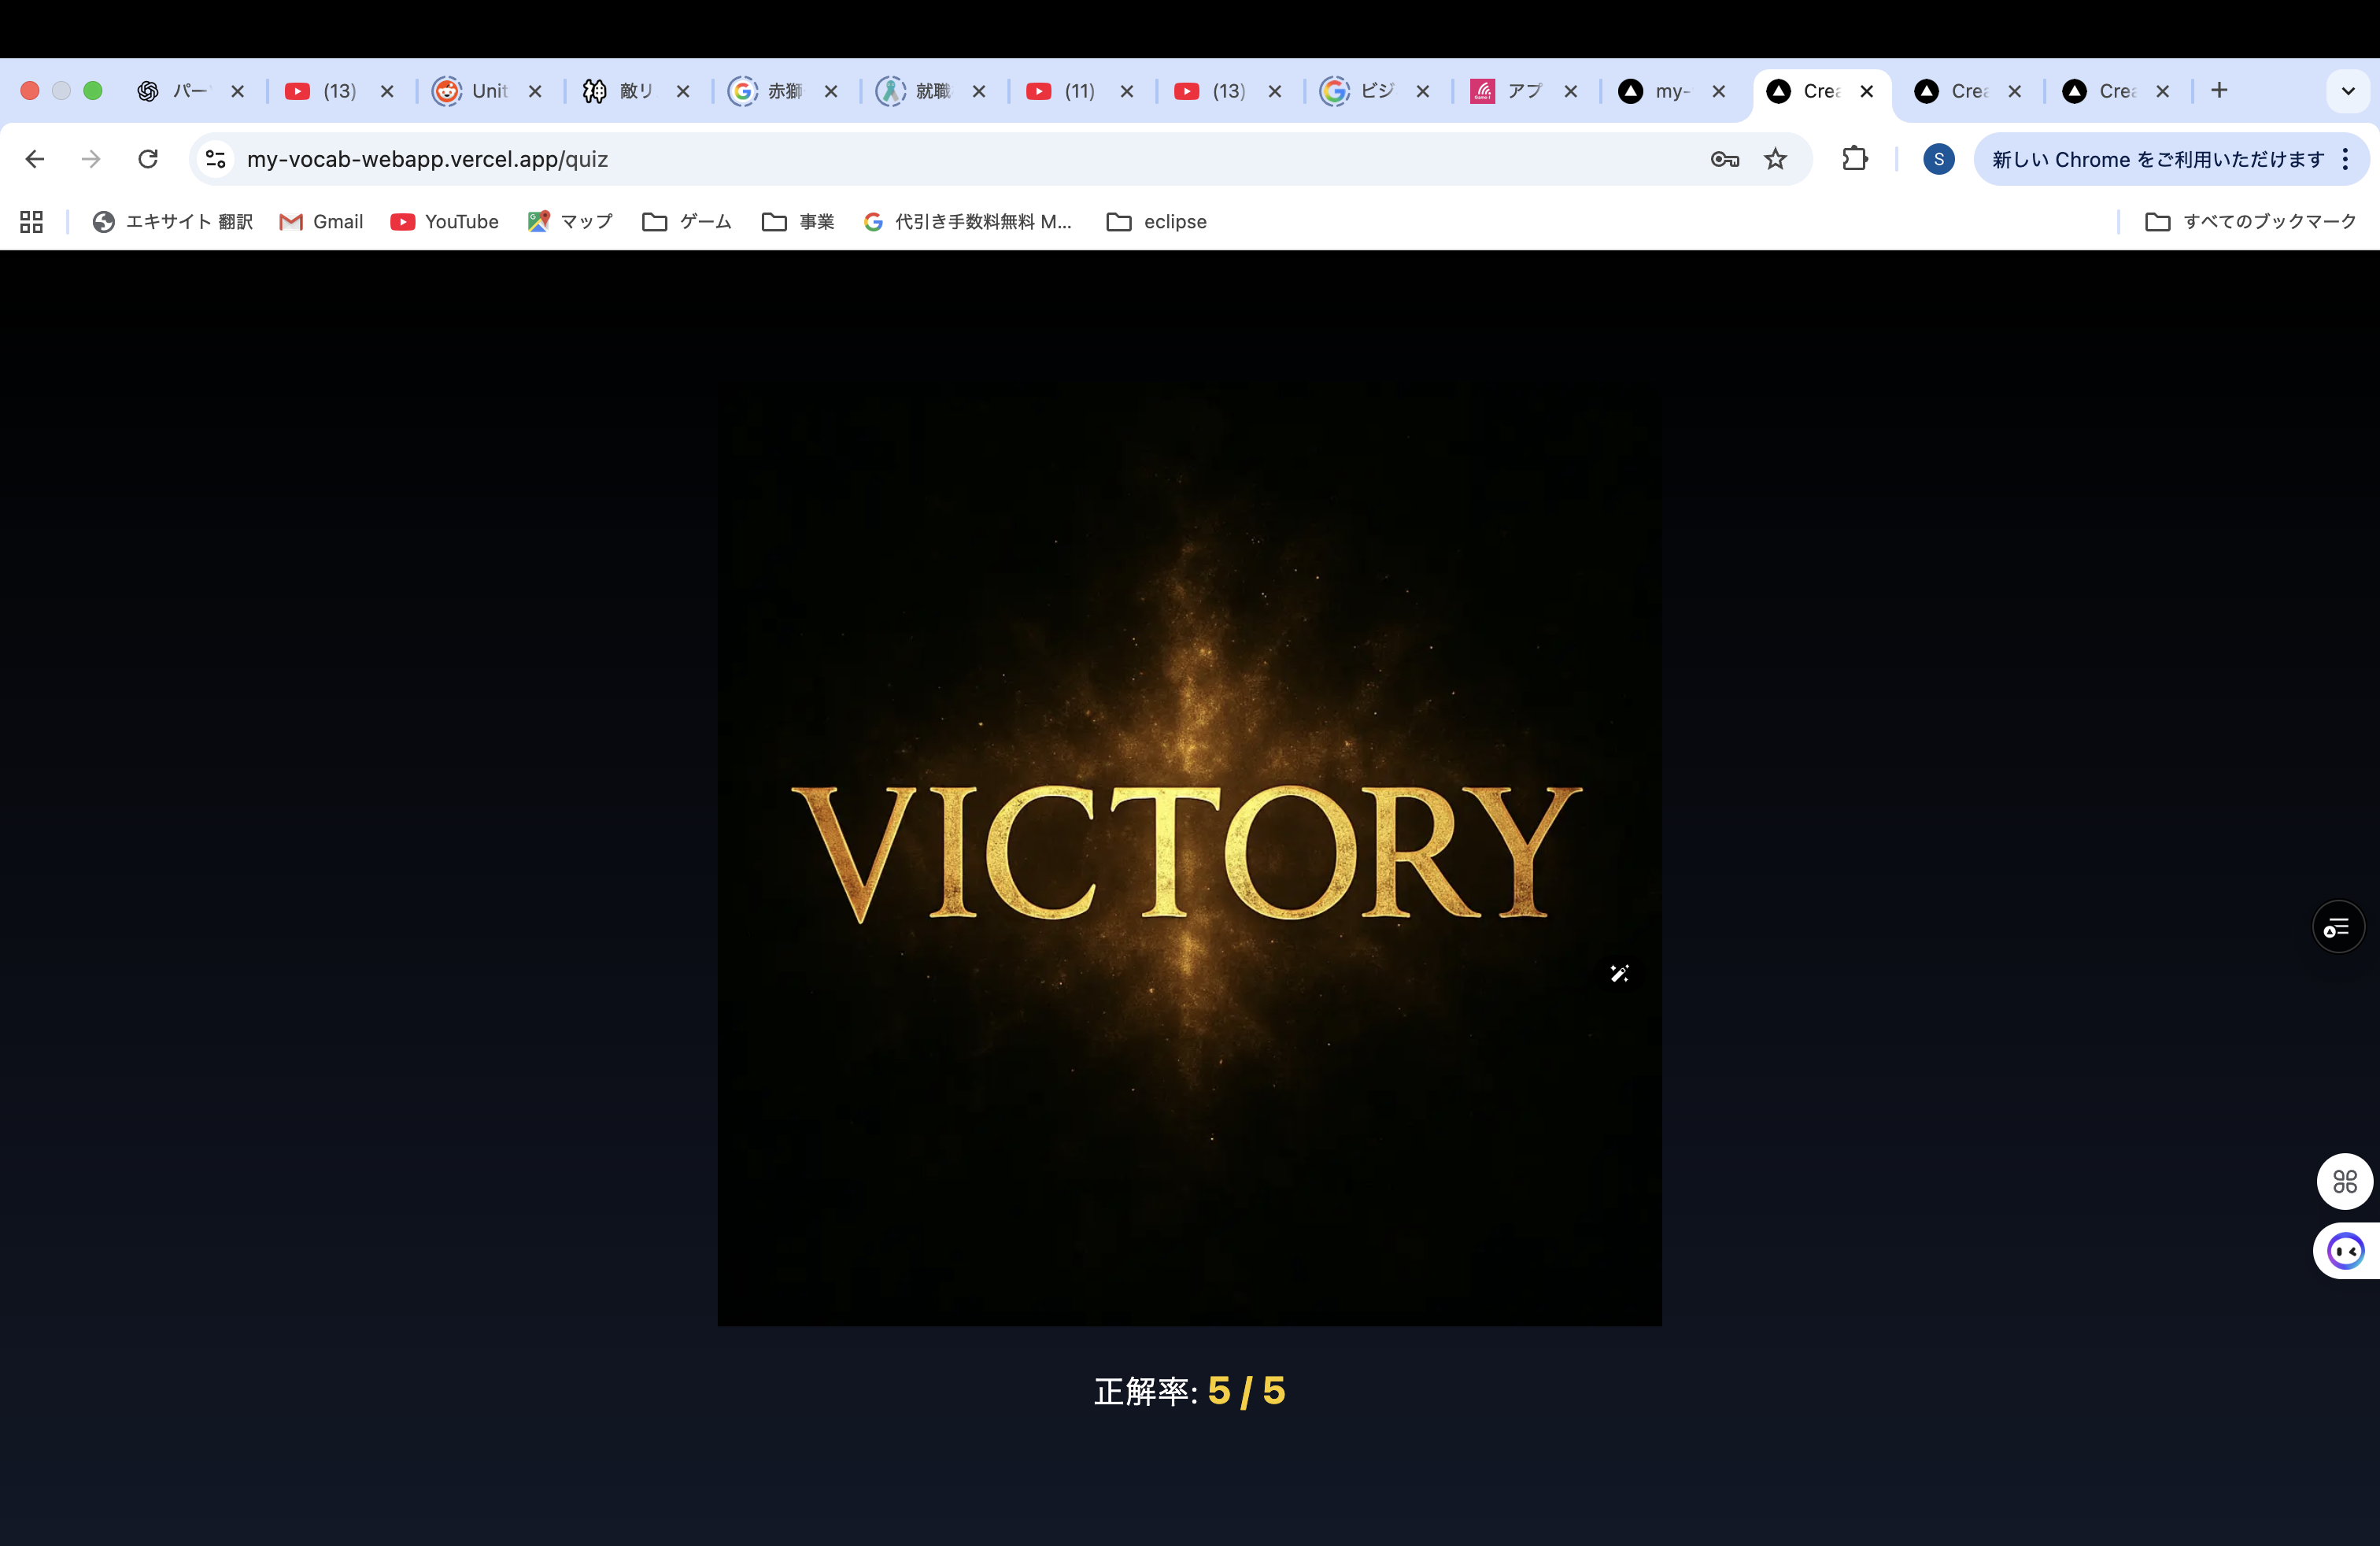 パー
(13)
Unit
敵リ
赤獅
就職
(11)
(13)
ビジ
アプ
my-
Crea
Crea
Crea
my-vocab-webapp.vercel.app/quiz
S
新しい Chrome をご利用いただけます
エキサイト 翻訳
Gmail
YouTube
マップ
ゲーム
事業
代引き手数料無料 M...
eclipse
すべてのブックマーク
VICTORY
正解率: 5 / 5